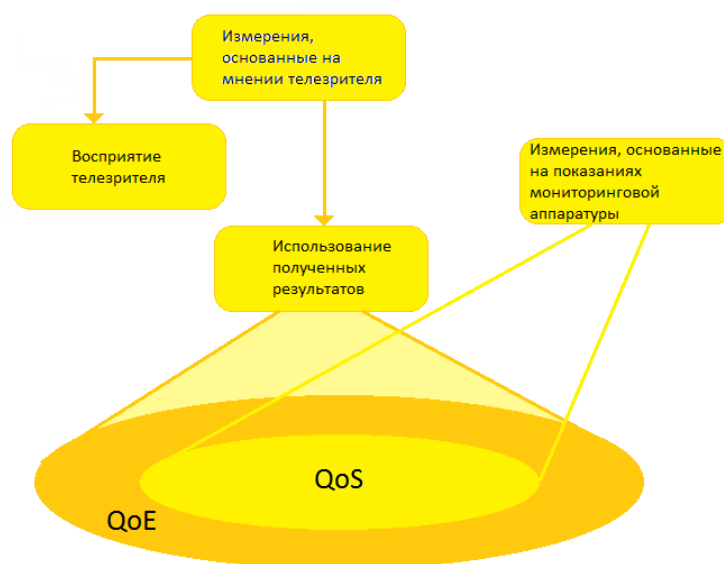 Измерения,
основанные на
мнении телезрителя
Восприятие
телезрителя
Измерения, основанные
на показаниях
мониторинговой
аппаратуры
Использование
полученных
результатов
QoS
QoE